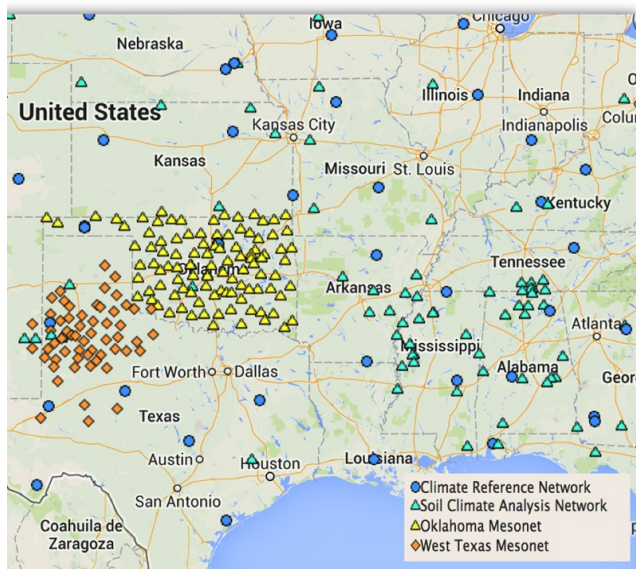 Iowa
Chicago
Nebraska
United States
Illinois
Indiana
Indianapolis
Kansas City
Kansas
Missouri
St. Louis
Kentucky
Tennessee
Oklahoma
Arkansas
Atlanta
Mississippi
Alabama
Geor
Fort Worth
Dallas
Texas
Austin
Houston
Louisiana
San Antonio
Coahuila de
Zaragoza
Climate Reference Network
Soil Climate Analysis Network
Oklahoma Mesonet
West Texas Mesonet